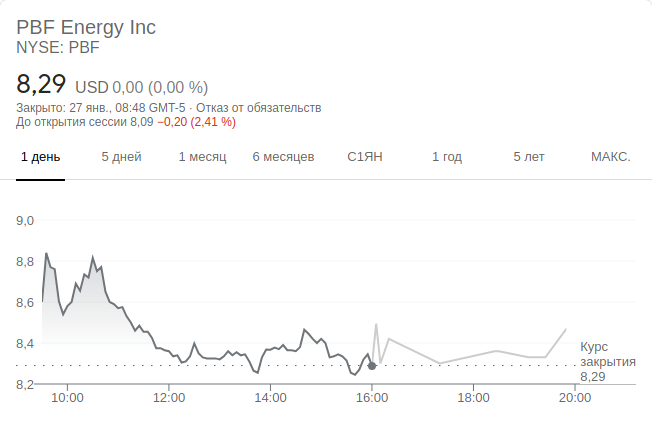 PBF Energy Inc
NYSE: PBF
8,29 USD 0,00 (0,00 %)
Закрыто: 27 янв., 08:48 GMT-5 · Отказ от обязательств
До открытия сессии 8,09 −0,20 (2,41 %)
1 день 5 дней 1 месяц 6 месяцев С1ЯН 1 год 5 лет МАКС.
9,0
8,8
8,6
8,4
8,2
Курс
закрытия
8,29
10:00 12:00 14:00 16:00 18:00 20:00